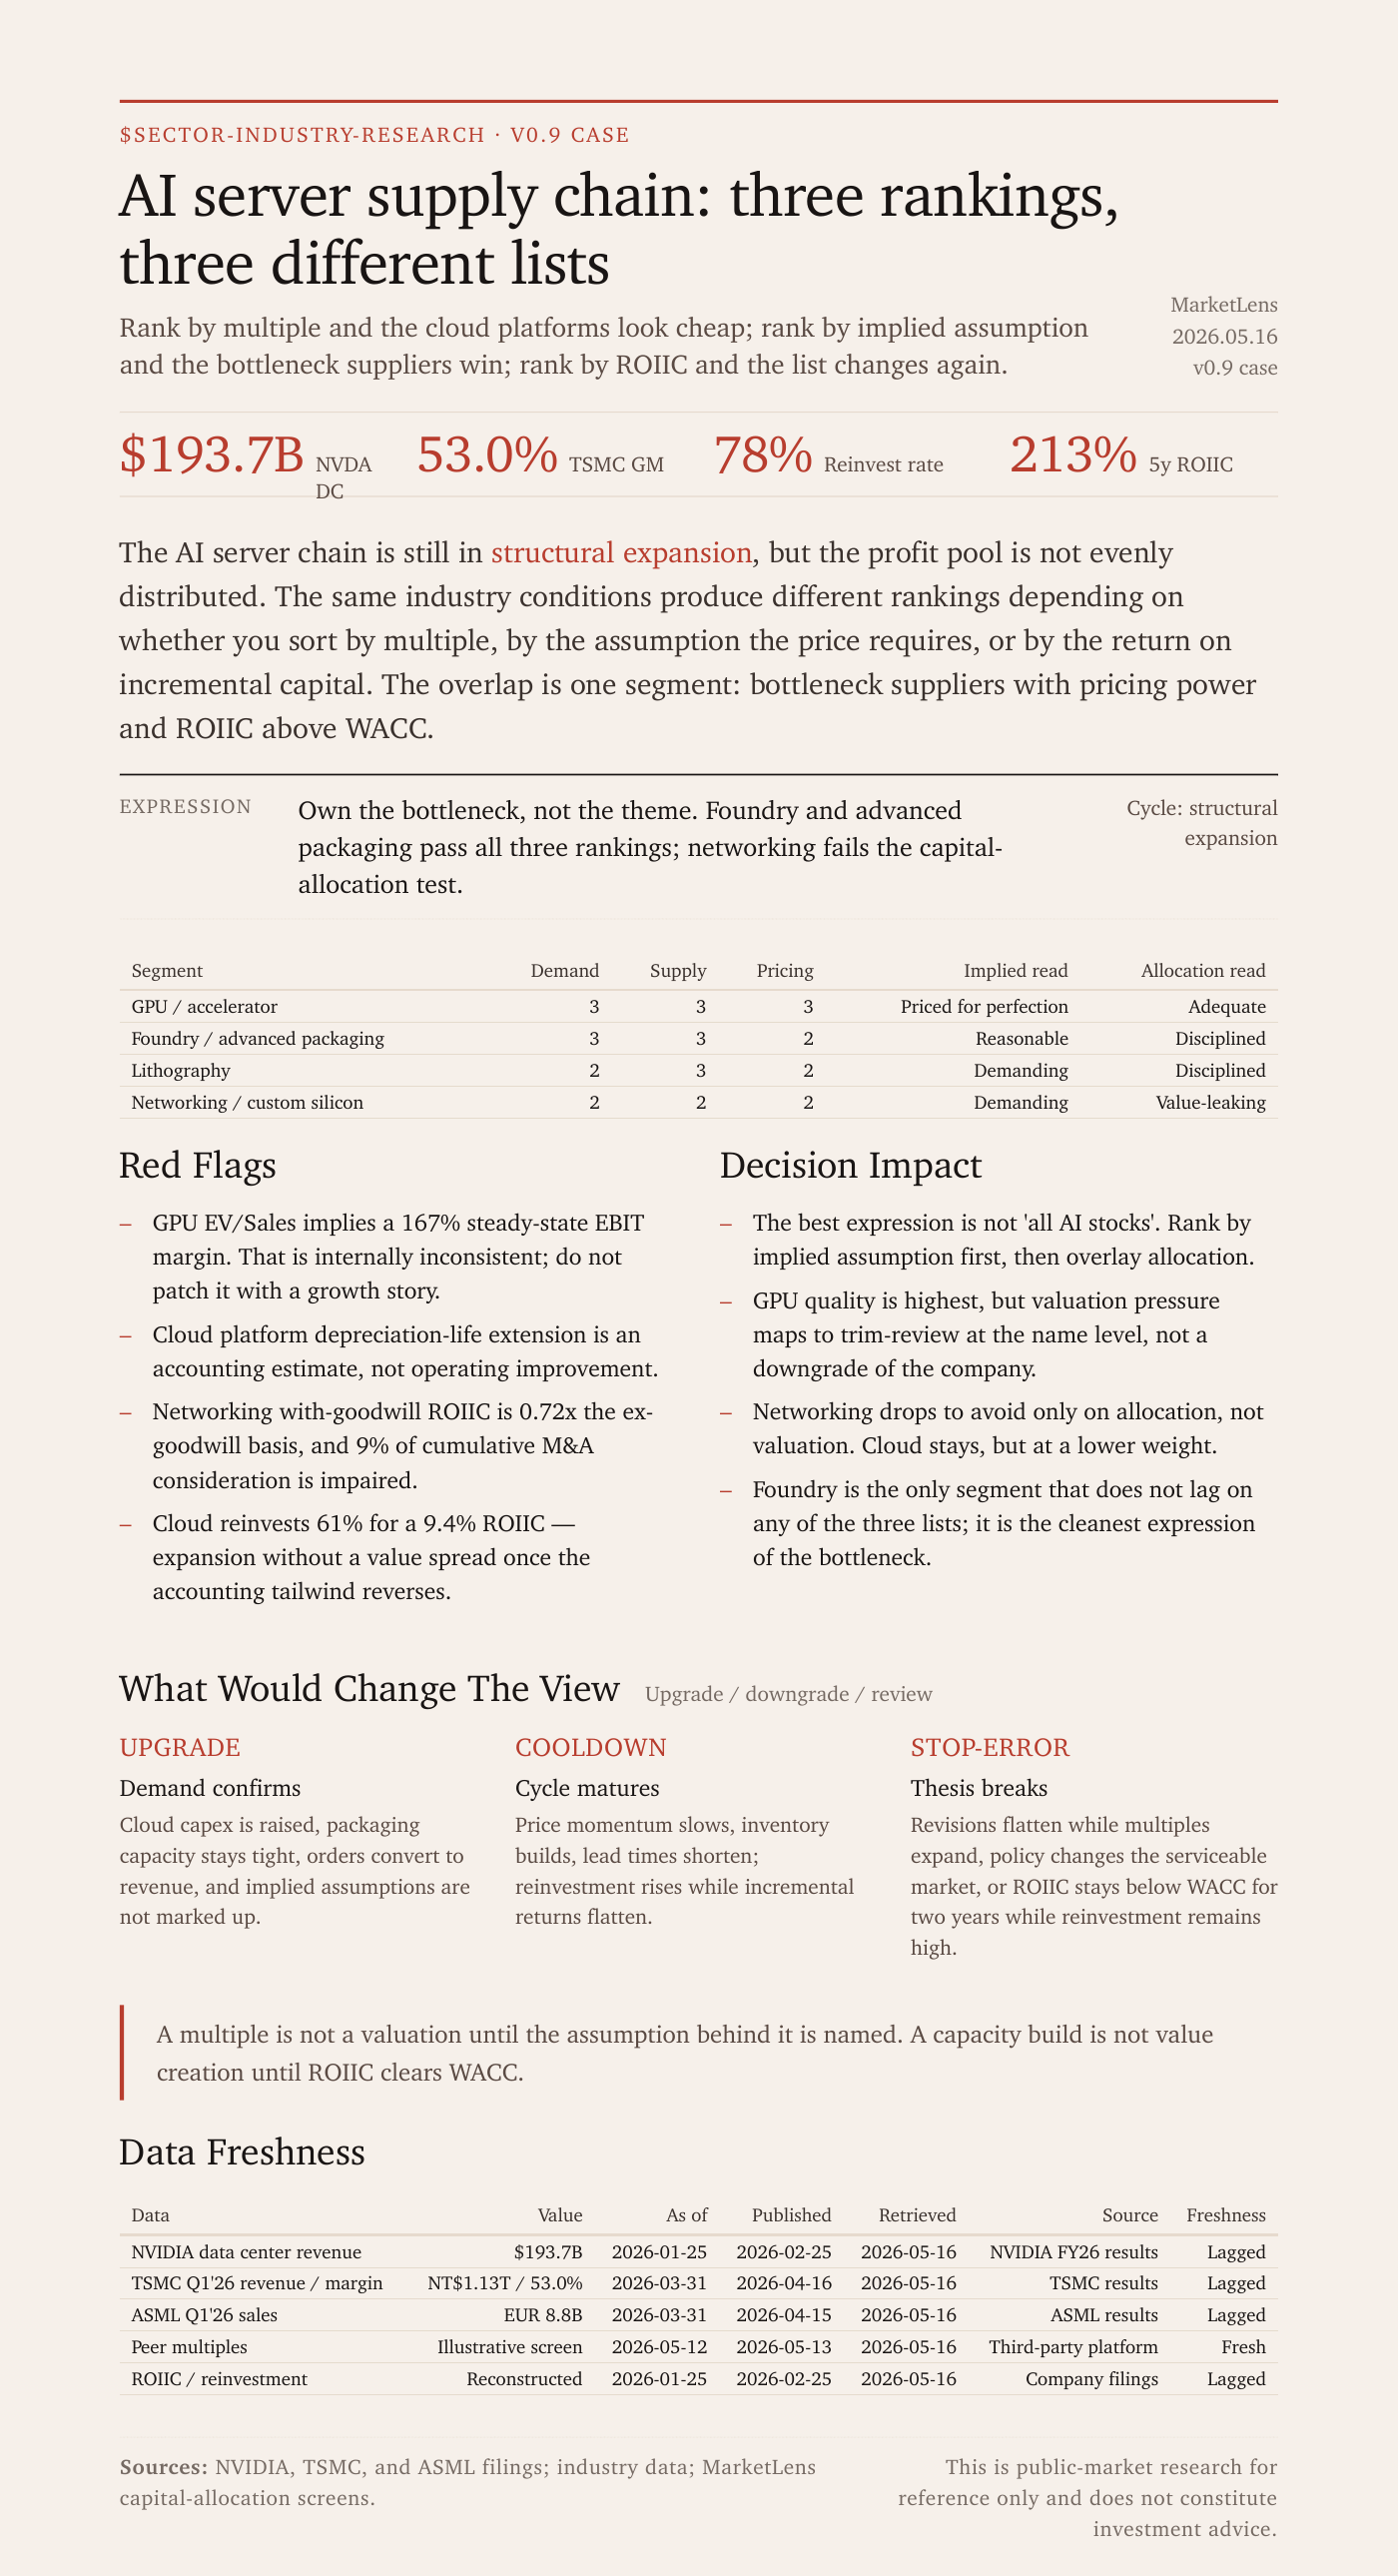 $SECTOR-INDUSTRY-RESEARCH · V0.9 CASE
AI server supply chain: three rankings,
three different lists
Rank by multiple and the cloud platforms look cheap; rank by implied assumption
and the bottleneck suppliers win; rank by ROIIC and the list changes again.
MarketLens
2026.05.16
v0.9 case
$193.7B NVDA DC
53.0% TSMC GM
78% Reinvest rate
213% 5y ROIIC
The AI server chain is still in structural expansion, but the profit pool is not evenly
distributed. The same industry conditions produce different rankings depending on
whether you sort by multiple, by the assumption the price requires, or by the return on
incremental capital. The overlap is one segment: bottleneck suppliers with pricing power
and ROIIC above WACC.
EXPRESSION
Own the bottleneck, not the theme. Foundry and advanced
packaging pass all three rankings; networking fails the capital-
allocation test.
Cycle: structural
expansion
Segment Demand Supply Pricing Implied read Allocation read
GPU / accelerator 3 3 3 Priced for perfection Adequate
Foundry / advanced packaging 3 3 2 Reasonable Disciplined
Lithography 2 3 2 Demanding Disciplined
Networking / custom silicon 2 2 2 Demanding Value-leaking
Red Flags
– GPU EV/Sales implies a 167% steady-state EBIT
margin. That is internally inconsistent; do not
patch it with a growth story.
– Cloud platform depreciation-life extension is an
accounting estimate, not operating improvement.
– Networking with-goodwill ROIIC is 0.72x the ex-
goodwill basis, and 9% of cumulative M&A
consideration is impaired.
– Cloud reinvests 61% for a 9.4% ROIIC —
expansion without a value spread once the
accounting tailwind reverses.
Decision Impact
– The best expression is not 'all AI stocks'. Rank by
implied assumption first, then overlay allocation.
– GPU quality is highest, but valuation pressure
maps to trim-review at the name level, not a
downgrade of the company.
– Networking drops to avoid only on allocation, not
valuation. Cloud stays, but at a lower weight.
– Foundry is the only segment that does not lag on
any of the three lists; it is the cleanest expression
of the bottleneck.
What Would Change The View Upgrade / downgrade / review
UPGRADE
Demand confirms
Cloud capex is raised, packaging
capacity stays tight, orders convert to
revenue, and implied assumptions are
not marked up.
COOLDOWN
Cycle matures
Price momentum slows, inventory
builds, lead times shorten;
reinvestment rises while incremental
returns flatten.
STOP-ERROR
Thesis breaks
Revisions flatten while multiples
expand, policy changes the serviceable
market, or ROIIC stays below WACC for
two years while reinvestment remains
high.
A multiple is not a valuation until the assumption behind it is named. A capacity build is not value
creation until ROIIC clears WACC.
Data Freshness
Data Value As of Published Retrieved Source Freshness
NVIDIA data center revenue $193.7B 2026-01-25 2026-02-25 2026-05-16 NVIDIA FY26 results Lagged
TSMC Q1'26 revenue / margin NT$1.13T / 53.0% 2026-03-31 2026-04-16 2026-05-16 TSMC results Lagged
ASML Q1'26 sales EUR 8.8B 2026-03-31 2026-04-15 2026-05-16 ASML results Lagged
Peer multiples Illustrative screen 2026-05-12 2026-05-13 2026-05-16 Third-party platform Fresh
ROIIC / reinvestment Reconstructed 2026-01-25 2026-02-25 2026-05-16 Company filings Lagged
Sources: NVIDIA, TSMC, and ASML filings; industry data; MarketLens
capital-allocation screens.
This is public-market research for
reference only and does not constitute
investment advice.